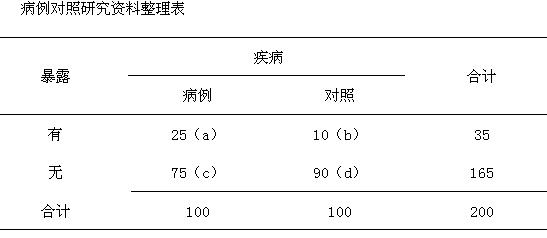 病例对照研究资料整理表
暴露 疾病 合计
病例 对照
有 25（a） 10（b） 35
无 75（c） 90（d） 165
合计 100 100 200